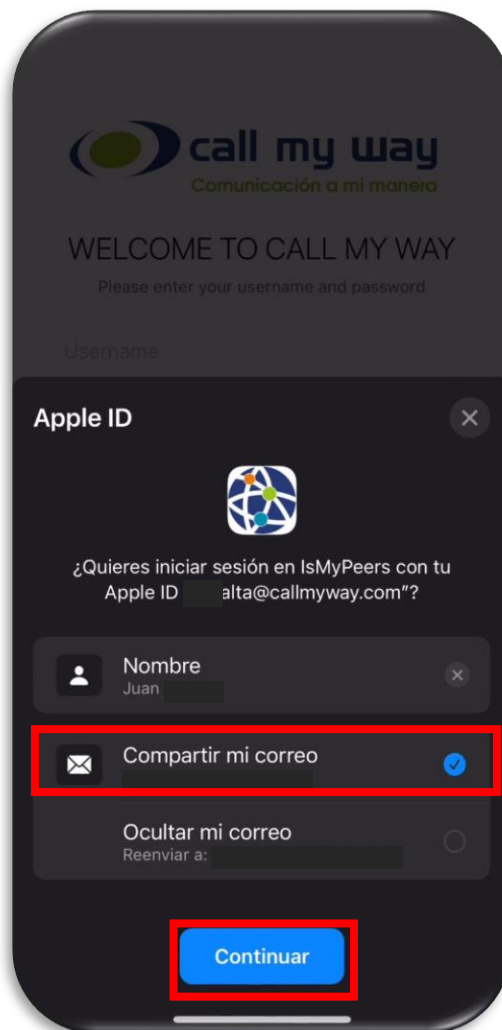 call my way
Comunicación a mi manera
WELCOME TO CALL MY WAY
Please enter your username and password
Username
Apple ID
¿Quieres iniciar sesión en IsMyPeers con tu
Apple ID alta@callmyway.com"?
Nombre
Juan
Compartir mi correo
Ocultar mi correo
Reenviar a:
Continuar